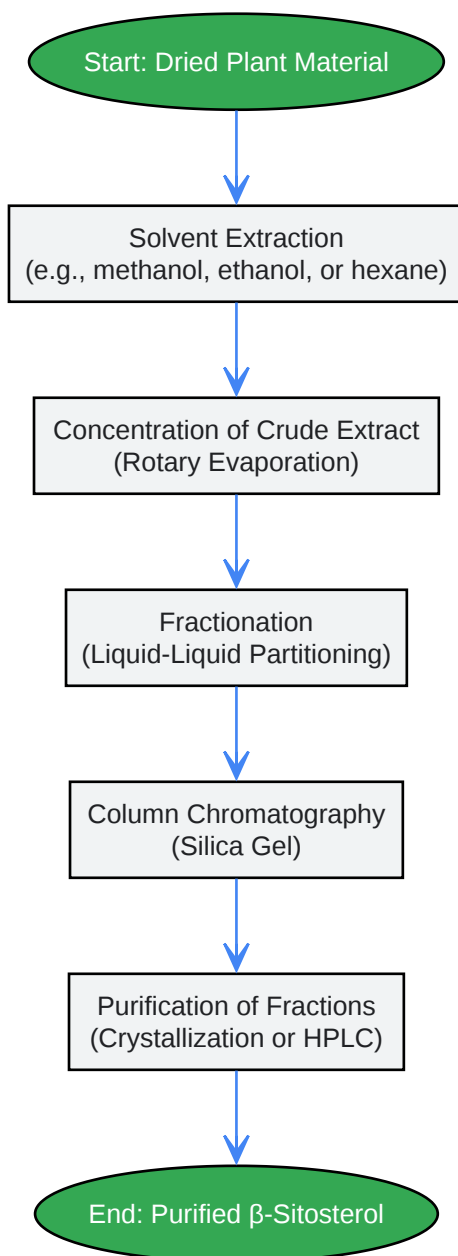 Start: Dried Plant Material
Solvent Extraction
(e.g., methanol, ethanol, or hexane)
Concentration of Crude Extract
(Rotary Evaporation)
Fractionation
(Liquid-Liquid Partitioning)
Column Chromatography
(Silica Gel)
Purification of Fractions
(Crystallization or HPLC)
End: Purified β-Sitosterol